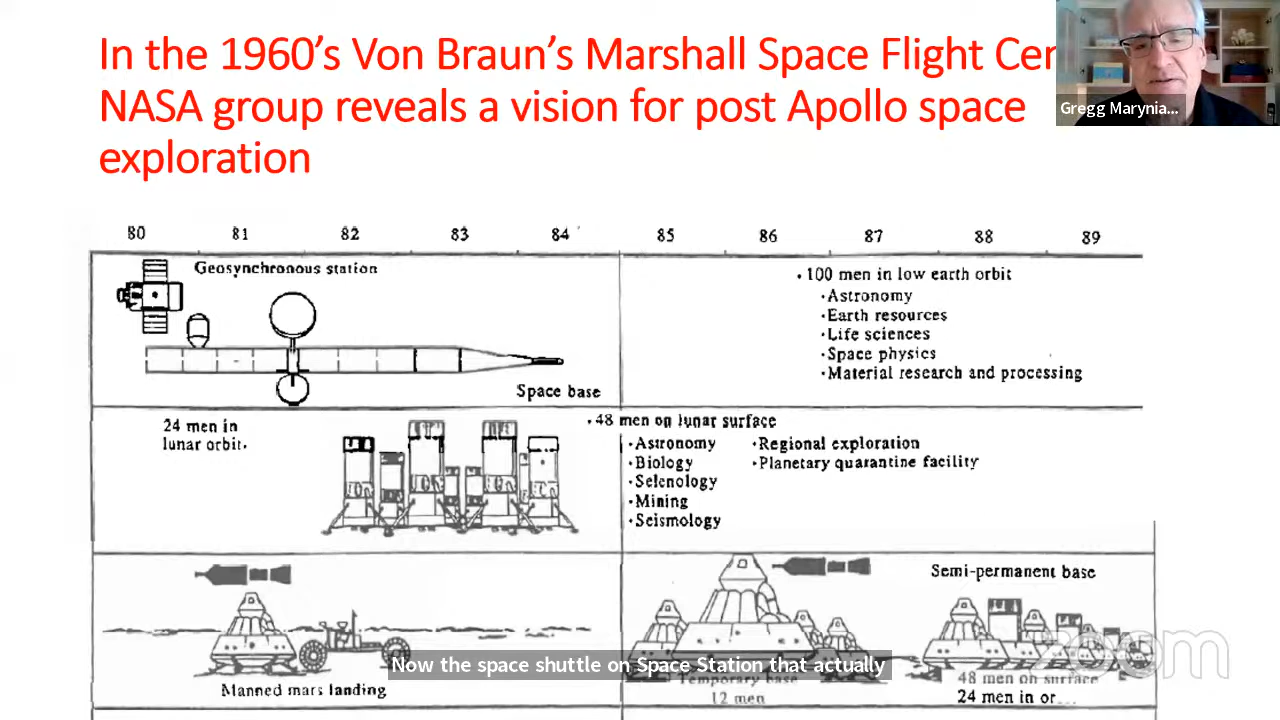 In the 1960's Von Braun's Marshall Space Flight Cen
NASA group reveals a vision for post Apollo space
exploration
Gregg Marynia...
80 81 82 83 84 85 86 87 88 89
Geosynchronous station
Space base
• 100 men in low earth orbit
• Astronomy
• Earth resources
• Life sciences
• Space physics
• Material research and processing
24 men in
lunar orbit.
• 48 men on lunar surface
• Astronomy
• Biology
• Selenology
• Mining
• Seismology
• Regional exploration
• Planetary quarantine facility
Manned mars landing
Temporary base
12 men
Semi-permanent base
48 men on surface
24 men in or...
zoom
Now the space shuttle on Space Station that actually